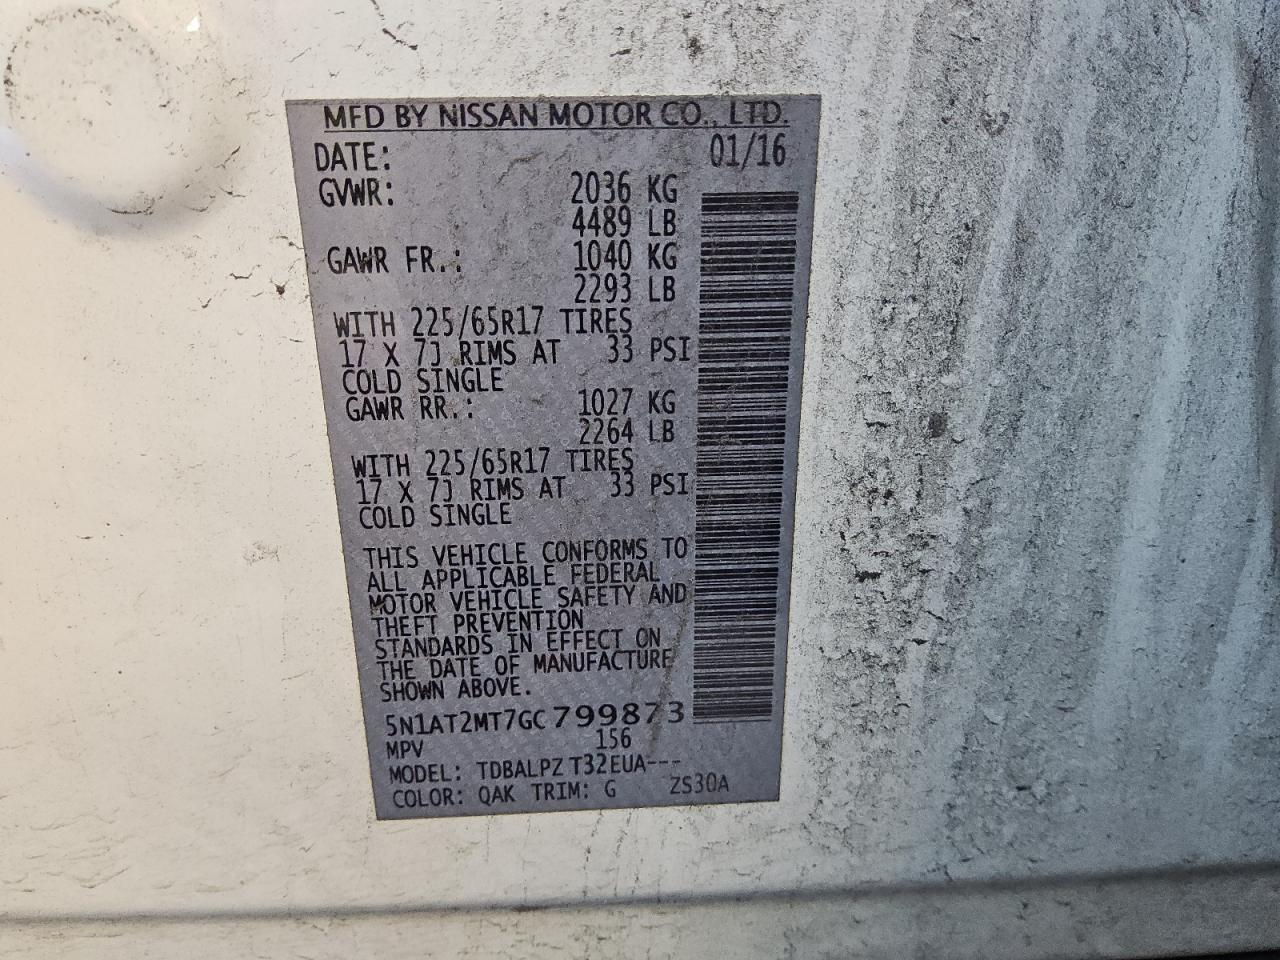 MFD BY NISSAN MOTOR CO., LTD.
DATE: 01/16
GVWR: 2036 KG
4489 LB
GAWR FR.: 1040 KG
2293 LB
WITH 225/65R17 TIRES
17 X 7J RIMS AT 33 PSI
COLD SINGLE
GAWR RR.: 1027 KG
2264 LB
WITH 225/65R17 TIRES
17 X 7J RIMS AT 33 PSI
COLD SINGLE
THIS VEHICLE CONFORMS TO
ALL APPLICABLE FEDERAL
MOTOR VEHICLE SAFETY AND
THEFT PREVENTION
STANDARDS IN EFFECT ON
THE DATE OF MANUFACTURE
SHOWN ABOVE.
5N1AT2MT7GC799873
MPV 156
MODEL: TDBALPZ T32EUA---
COLOR: QAK TRIM: G ZS30A